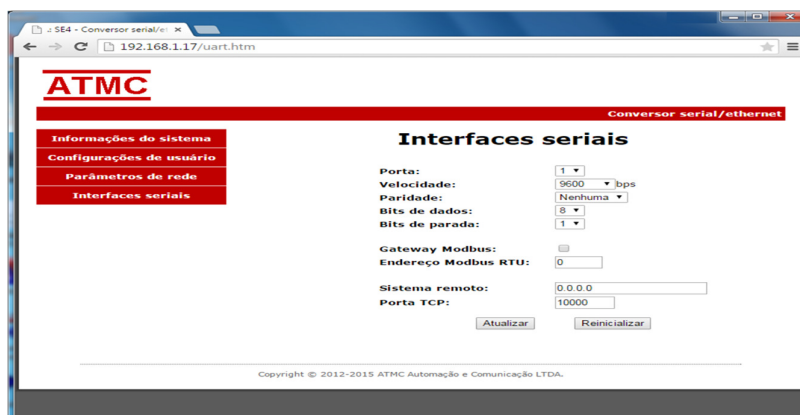 .: SE4 - Conversor serial/et
192.168.1.17/uart.htm
ATMC
Conversor serial/ethernet
Informações do sistema
Configurações de usuário
Parâmetros de rede
Interfaces seriais
Interfaces seriais
Porta: 1
Velocidade: 9600 bps
Paridade: Nenhuma
Bits de dados: 8
Bits de parada: 1
Gateway Modbus:
Endereço Modbus RTU: 0
Sistema remoto: 0.0.0.0
Porta TCP: 10000
Atualizar Reinicializar
Copyright © 2012-2015 ATMC Automação e Comunicação LTDA.